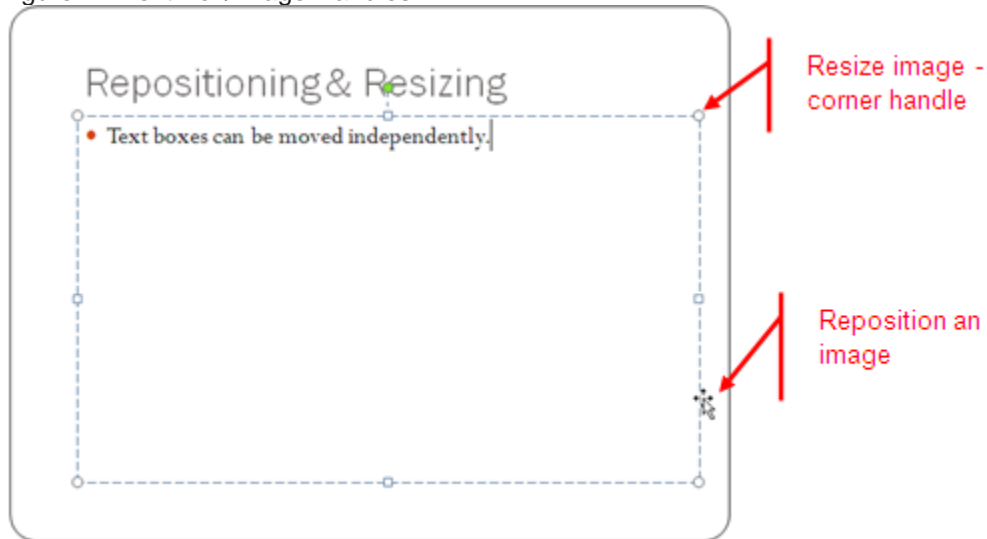 Repositioning & Resizing
• Text boxes can be moved independently.
Resize image -
corner handle
Reposition an
image